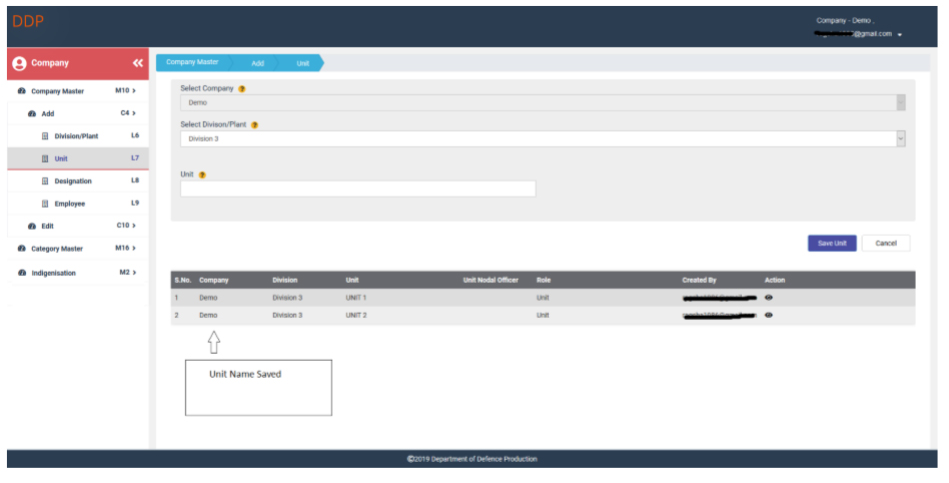 DDP
Company - Demo ,
@gmail.com
Company
Company Master M10 >
Add C4 >
Division/Plant L6
Unit L7
Designation L8
Employee L9
Edit C10 >
Category Master M16 >
Indigenisation M2 >
Company Master Add Unit
Select Company ?
Demo
Select Divison/Plant ?
Division 3
Unit ?
Save Unit Cancel
S.No. Company Division Unit Unit Nodal Officer Role Created By Action
1 Demo Division 3 UNIT 1 Unit
2 Demo Division 3 UNIT 2 Unit
Unit Name Saved
©2019 Department of Defence Production